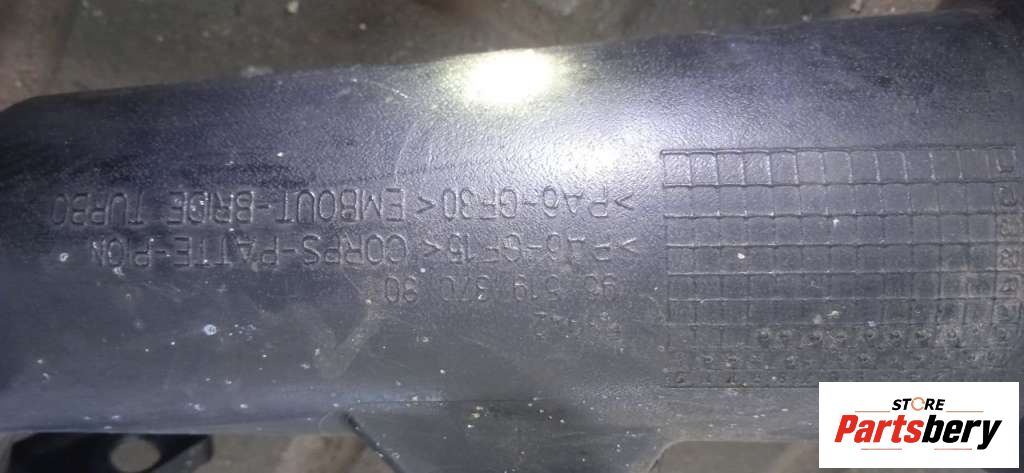 96 519 370 80
>PA6-GF15< CORPS-PATTE-PION
>PA6-GF30< EMBOUT-BRIDE TURBO
STORE
Partsbery